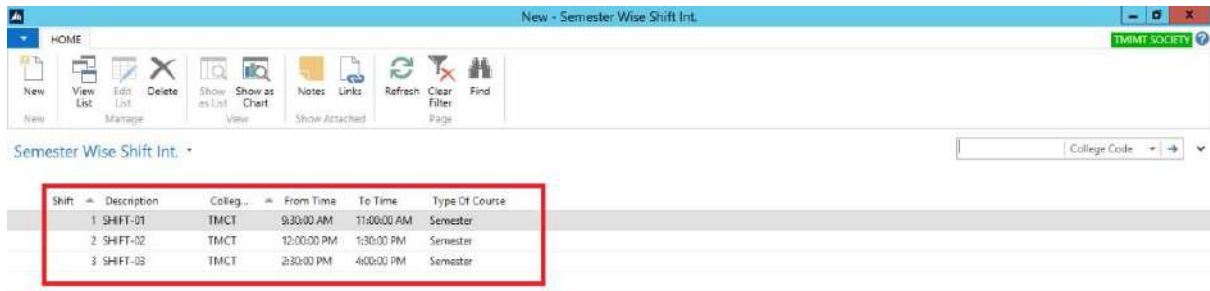 New - Semester Wise Shift Int.
HOME
TMIMT SOCIETY
New View List Edit List Delete Show as List Show as Chart Notes Links Refresh Clear Filter Find
New Manage View Show Attached Page
Semester Wise Shift Int.
College Code
Shift Description Colleg... From Time To Time Type Of Course
1 SHIFT-01 TMCT 9:30:00 AM 11:00:00 AM Semester
2 SHIFT-02 TMCT 12:00:00 PM 1:30:00 PM Semester
3 SHIFT-03 TMCT 2:30:00 PM 4:00:00 PM Semester